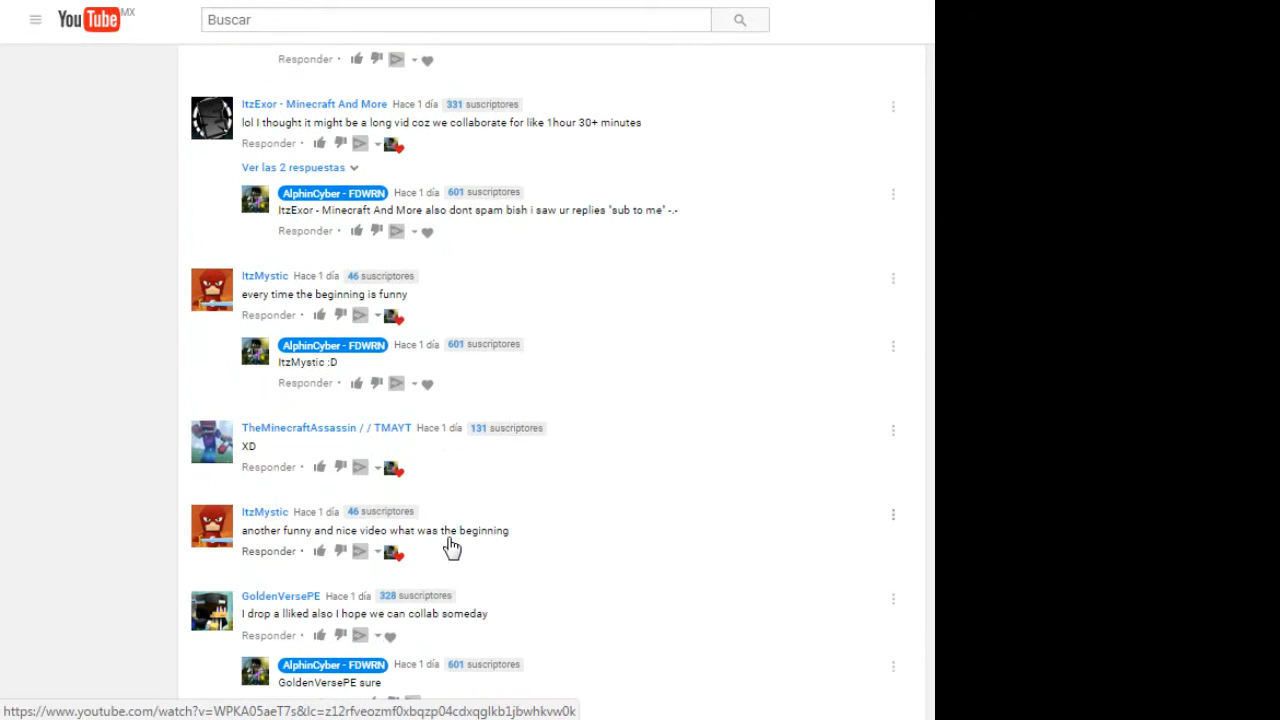 YouTube MX
Buscar
Responder ·
ItzExor - Minecraft And More Hace 1 día 331 suscriptores
lol I thought it might be a long vid coz we collaborate for like 1hour 30+ minutes
Responder ·
Ver las 2 respuestas
AlphinCyber - FDWRN Hace 1 día 601 suscriptores
ItzExor - Minecraft And More also dont spam bish i saw ur replies "sub to me" -.-
Responder ·
ItzMystic Hace 1 día 46 suscriptores
every time the beginning is funny
Responder ·
AlphinCyber - FDWRN Hace 1 día 601 suscriptores
ItzMystic :D
Responder ·
TheMinecraftAssassin / / TMAYT Hace 1 día 131 suscriptores
XD
Responder ·
ItzMystic Hace 1 día 46 suscriptores
another funny and nice video what was the beginning
Responder ·
GoldenVersePE Hace 1 día 328 suscriptores
I drop a lliked also I hope we can collab someday
Responder ·
AlphinCyber - FDWRN Hace 1 día 601 suscriptores
GoldenVersePE sure
https://www.youtube.com/watch?v=WPKA05aeT7s&lc=z12rfveozmf0xbqzp04cdxqglkb1jbwhkvw0k